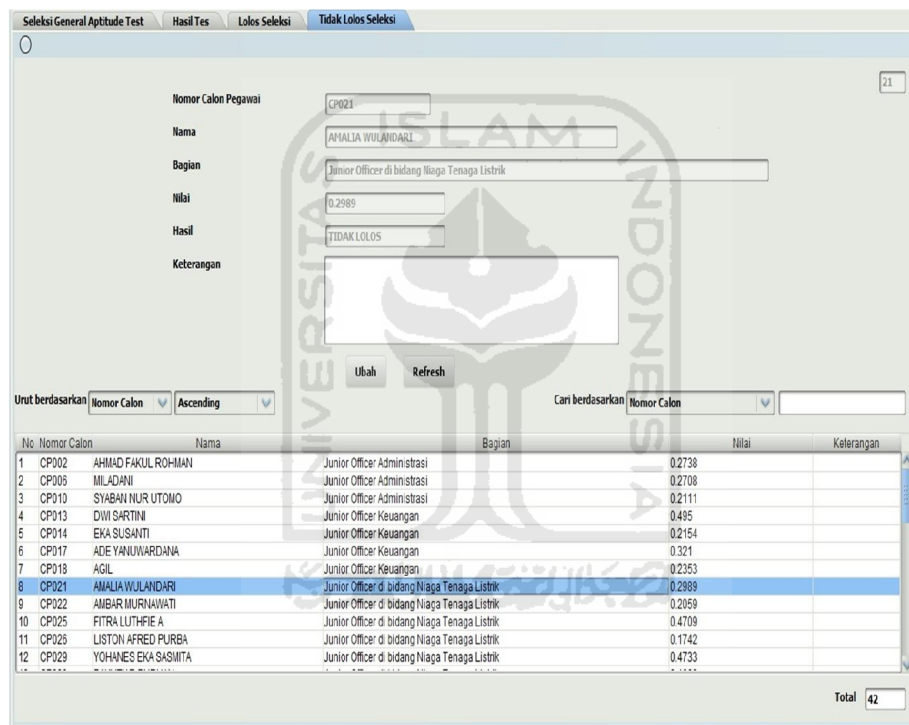 Seleksi General Aptitude Test Hasil Tes Lolos Seleksi Tidak Lolos Seleksi
21
Nomor Calon Pegawai CP021
Nama AMALIA WULANDARI
Bagian Junior Officer di bidang Niaga Tenaga Listrik
Nilai 0.2989
Hasil TIDAK LOLOS
Keterangan
Ubah Refresh
Urut berdasarkan Nomor Calon Ascending Cari berdasarkan Nomor Calon
No Nomor Calon Nama Bagian Nilai Keterangan
1 CP002 AHMAD FAKUL ROHMAN Junior Officer Administrasi 0.2738
2 CP006 MILADANI Junior Officer Administrasi 0.2708
3 CP010 SYABAN NUR UTOMO Junior Officer Administrasi 0.2111
4 CP013 DWI SARTINI Junior Officer Keuangan 0.495
5 CP014 EKA SUSANTI Junior Officer Keuangan 0.2154
6 CP017 ADE YANUWARDANA Junior Officer Keuangan 0.321
7 CP018 AGIL Junior Officer Keuangan 0.2353
8 CP021 AMALIA WULANDARI Junior Officer di bidang Niaga Tenaga Listrik 0.2989
9 CP022 AMBAR MURNAWATI Junior Officer di bidang Niaga Tenaga Listrik 0.2059
10 CP025 FITRA LUTHFIE A Junior Officer di bidang Niaga Tenaga Listrik 0.4709
11 CP026 LISTON AFRED PURBA Junior Officer di bidang Niaga Tenaga Listrik 0.1742
12 CP029 YOHANES EKA SASMITA Junior Officer di bidang Niaga Tenaga Listrik 0.4733
Total 42
UNIVERSITAS ISLAM INDONESIA